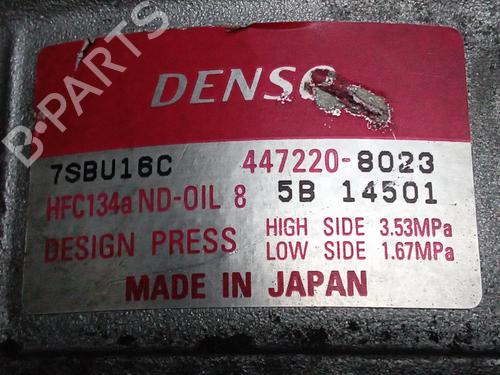 B-PARTS
DENSO
7SBU16C 447220-8023
HFC134a ND-OIL 8 5B 14501
DESIGN PRESS HIGH SIDE 3.53MPa
LOW SIDE 1.67MPa
MADE IN JAPAN